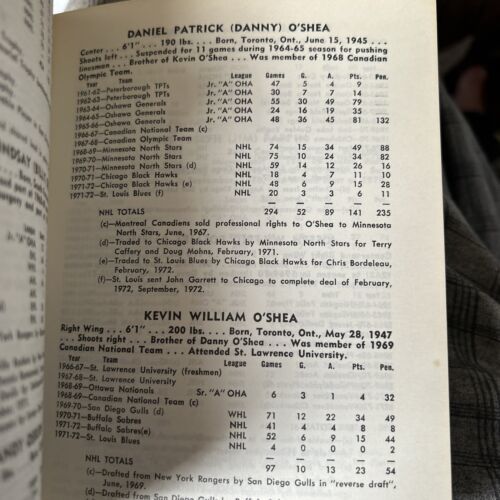 DANIEL PATRICK (DANNY) O'SHEA
Center . . . 6'1" . . . 190 lbs. . . . Born, Toronto, Ont., June 15, 1945 . . .
Shoots left . . . Suspended for 11 games during 1964-65 season for pushing
linesman . . . Brother of Kevin O'Shea . . . Was member of 1968 Canadian
Olympic Team.
Year Team League Games G. A. Pts. Pen.
1961-62—Peterborough TPTs Jr. "A" OHA 47 5 4 9
1962-63—Peterborough TPTs Jr. "A" OHA 30 7 7 14
1963-64—Oshawa Generals Jr. "A" OHA 55 30 49 79
1964-65—Oshawa Generals Jr. "A" OHA 24 16 19 35
1965-66—Oshawa Generals Jr. "A" OHA 48 36 45 81 132
1966-67—Canadian National Team (c)
1967-68—Canadian Olympic Team
1968-69—Minnesota North Stars NHL 74 15 34 49 88
1969-70—Minnesota North Stars NHL 75 10 24 34 82
1970-71—Minnesota North Stars (d) NHL 59 14 12 26 16
1970-71—Chicago Black Hawks NHL 18 4 7 11 10
1971-72—Chicago Black Hawks (e) NHL 48 6 9 15 28
1971-72—St. Louis Blues (f) NHL 20 3 3 6 11
NHL TOTALS 294 52 89 141 235
(c)—Montreal Canadiens sold professional rights to O'Shea to Minnesota
North Stars, June, 1967.
(d)—Traded to Chicago Black Hawks by Minnesota North Stars for Terry
Caffery and Doug Mohns, February, 1971.
(e)—Traded to St. Louis Blues by Chicago Black Hawks for Chris Bordeleau,
February, 1972.
(f)—St. Louis sent John Garrett to Chicago to complete deal of February,
1972, September, 1972.
KEVIN WILLIAM O'SHEA
Right Wing . . . 6'1" . . . 200 lbs. . . . Born, Toronto, Ont., May 28, 1947
. . . Shoots right . . . Brother of Danny O'Shea . . . Was member of 1969
Canadian National Team . . . Attended St. Lawrence University.
Year Team League Games G. A. Pts. Pen.
1966-67—St. Lawrence University (freshmen)
1967-68—St. Lawrence University
1968-69—Ottawa Nationals Sr. "A" OHA 6 3 1 4 32
1968-69—Canadian National Team (c)
1969-70—San Diego Gulls (d) WHL 71 12 22 34 49
1970-71—Buffalo Sabres NHL 41 4 4 8 8
1971-72—Buffalo Sabres(e) NHL 52 6 9 15 44
1971-72—St. Louis Blues NHL 4 0 0 0 2
NHL TOTALS 97 10 13 23 54
(c)—Drafted from New York Rangers by San Diego Gulls in "reverse draft",
June, 1969.